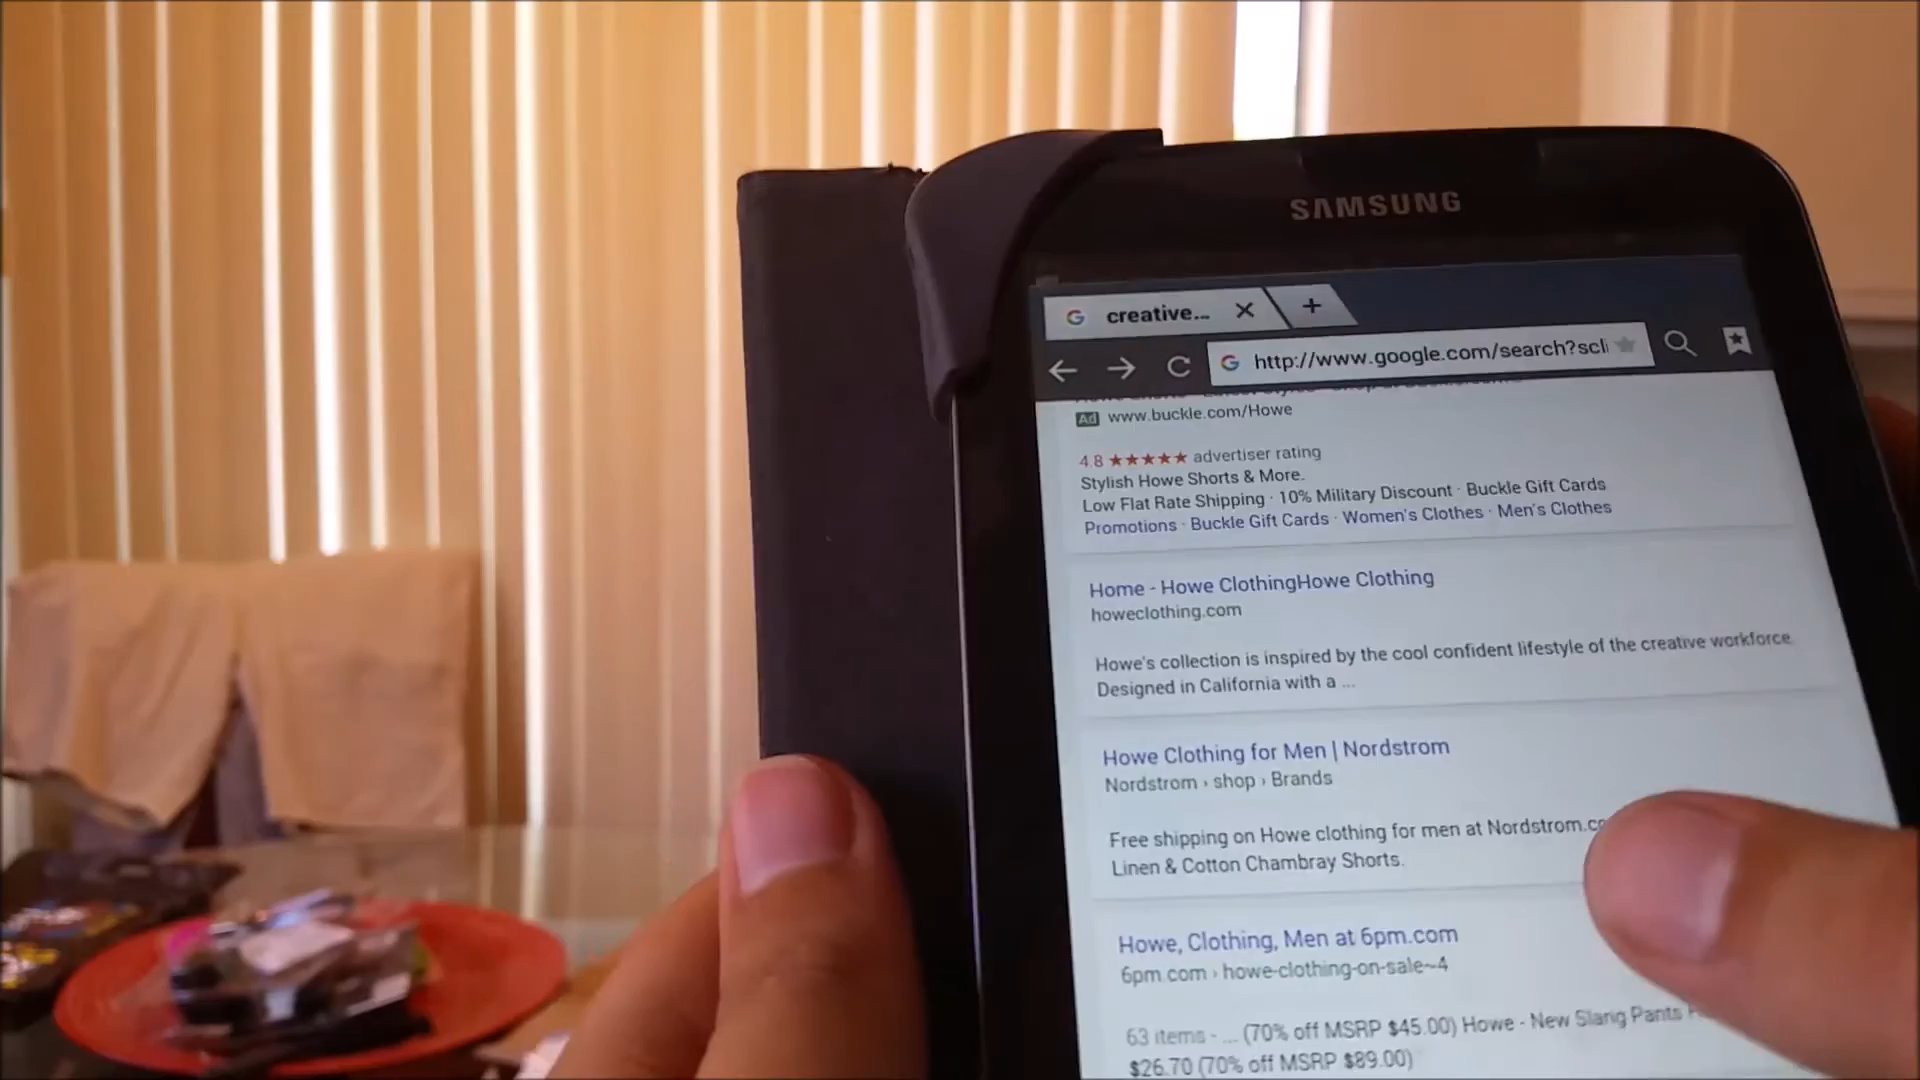 SAMSUNG
creative...
http://www.google.com/search?scli
Ad www.buckle.com/Howe
4.8 ★★★★★ advertiser rating
Stylish Howe Shorts & More.
Low Flat Rate Shipping · 10% Military Discount · Buckle Gift Cards
Promotions · Buckle Gift Cards · Women's Clothes · Men's Clothes
Home - Howe ClothingHowe Clothing
howeclothing.com
Howe's collection is inspired by the cool confident lifestyle of the creative workforce.
Designed in California with a ...
Howe Clothing for Men | Nordstrom
Nordstrom › shop › Brands
Free shipping on Howe clothing for men at Nordstrom.co
Linen & Cotton Chambray Shorts.
Howe, Clothing, Men at 6pm.com
6pm.com › howe-clothing-on-sale~4
63 items - ... (70% off MSRP $45.00) Howe - New Slang Pants
$26.70 (70% off MSRP $89.00)